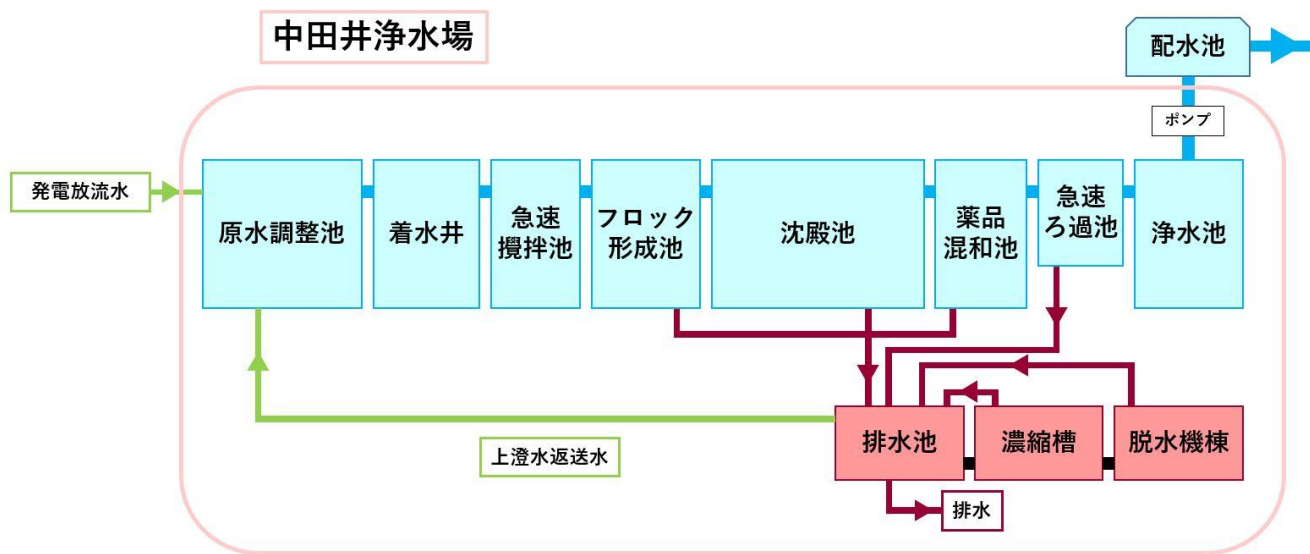 中田井浄水場
配水池
ポンプ
発電放流水
原水調整池
着水井
急速
攪拌池
フロック
形成池
沈殿池
薬品
混和池
急速
ろ過池
浄水池
上澄水返送水
排水池
濃縮槽
脱水機棟
排水